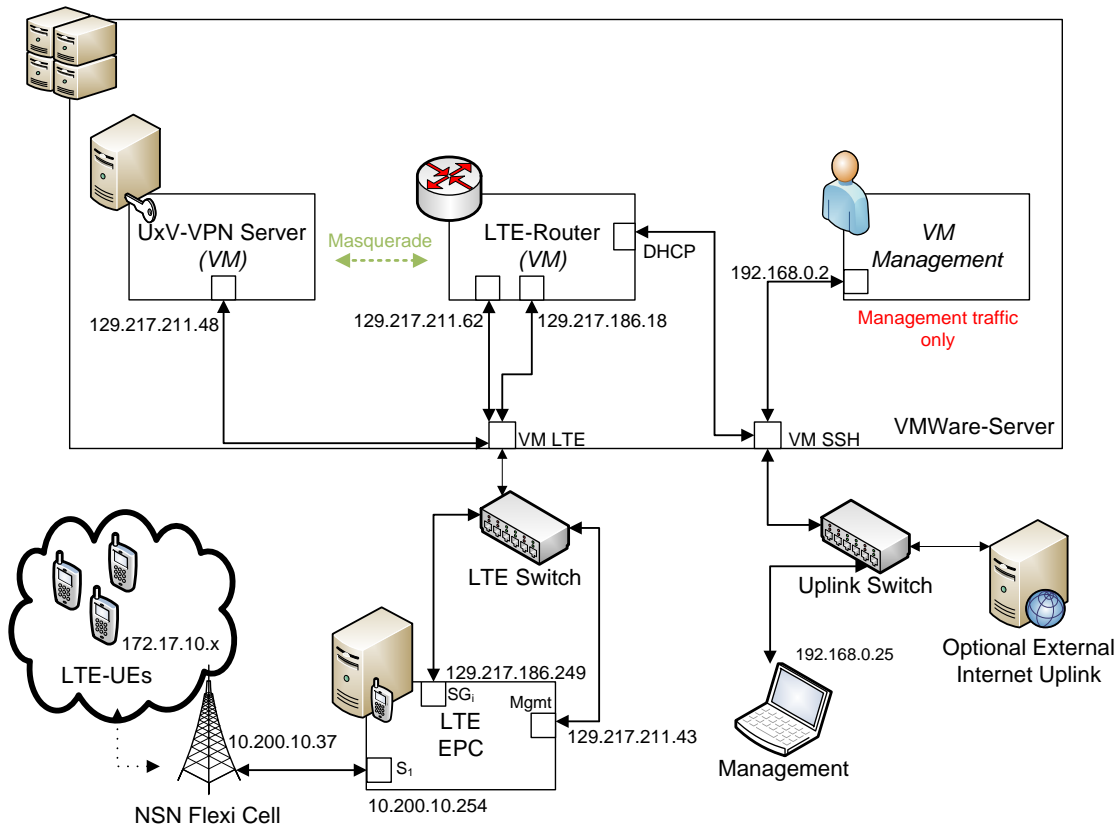 UxV-VPN Server
(VM)
129.217.211.48
Masquerade
LTE-Router
(VM)
DHCP
129.217.211.62
129.217.186.18
VM
Management
192.168.0.2
Management traffic
only
VMWare-Server
VM LTE
VM SSH
LTE Switch
Uplink Switch
Optional External
Internet Uplink
172.17.10.x
LTE-UEs
129.217.186.249
SGi
Mgmt
LTE
EPC
129.217.211.43
10.200.10.37
S1
10.200.10.254
NSN Flexi Cell
192.168.0.25
Management